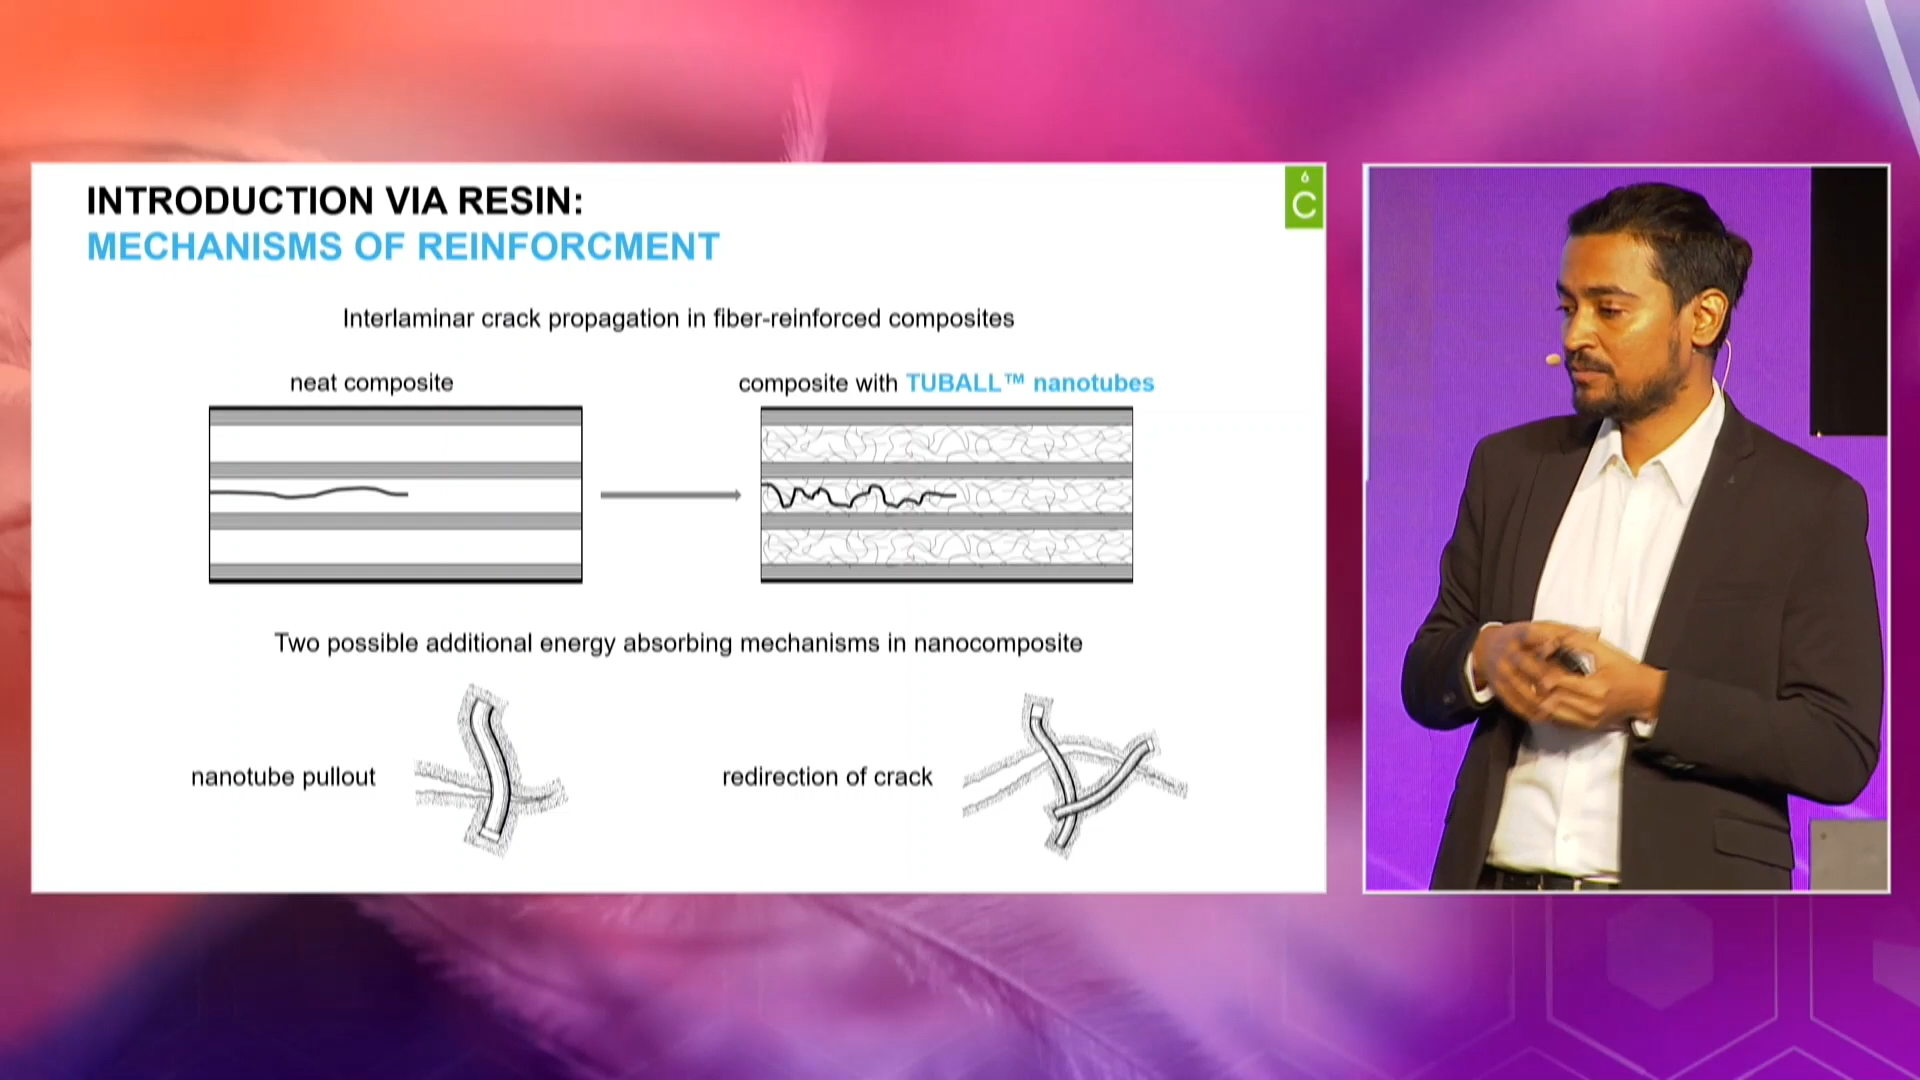 INTRODUCTION VIA RESIN:
MECHANISMS OF REINFORCMENT
6
C
Interlaminar crack propagation in fiber-reinforced composites
neat composite
composite with TUBALL™ nanotubes
Two possible additional energy absorbing mechanisms in nanocomposite
nanotube pullout
redirection of crack